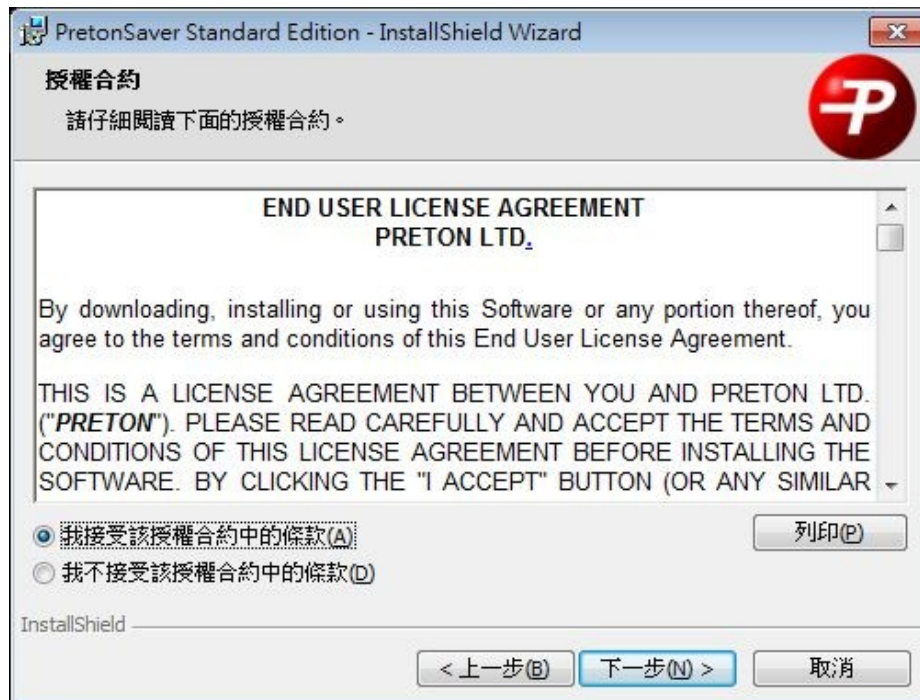 PretonSaver Standard Edition - InstallShield Wizard
授權合約
請仔細閱讀下面的授權合約。
END USER LICENSE AGREEMENT
PRETON LTD.
By downloading, installing or using this Software or any portion thereof, you
agree to the terms and conditions of this End User License Agreement.
THIS IS A LICENSE AGREEMENT BETWEEN YOU AND PRETON LTD.
("PRETON"). PLEASE READ CAREFULLY AND ACCEPT THE TERMS AND
CONDITIONS OF THIS LICENSE AGREEMENT BEFORE INSTALLING THE
SOFTWARE. BY CLICKING THE "I ACCEPT" BUTTON (OR ANY SIMILAR
我接受該授權合約中的條款(A)
列印(P)
我不接受該授權合約中的條款(D)
InstallShield
< 上一步(B)
下一步(N) >
取消